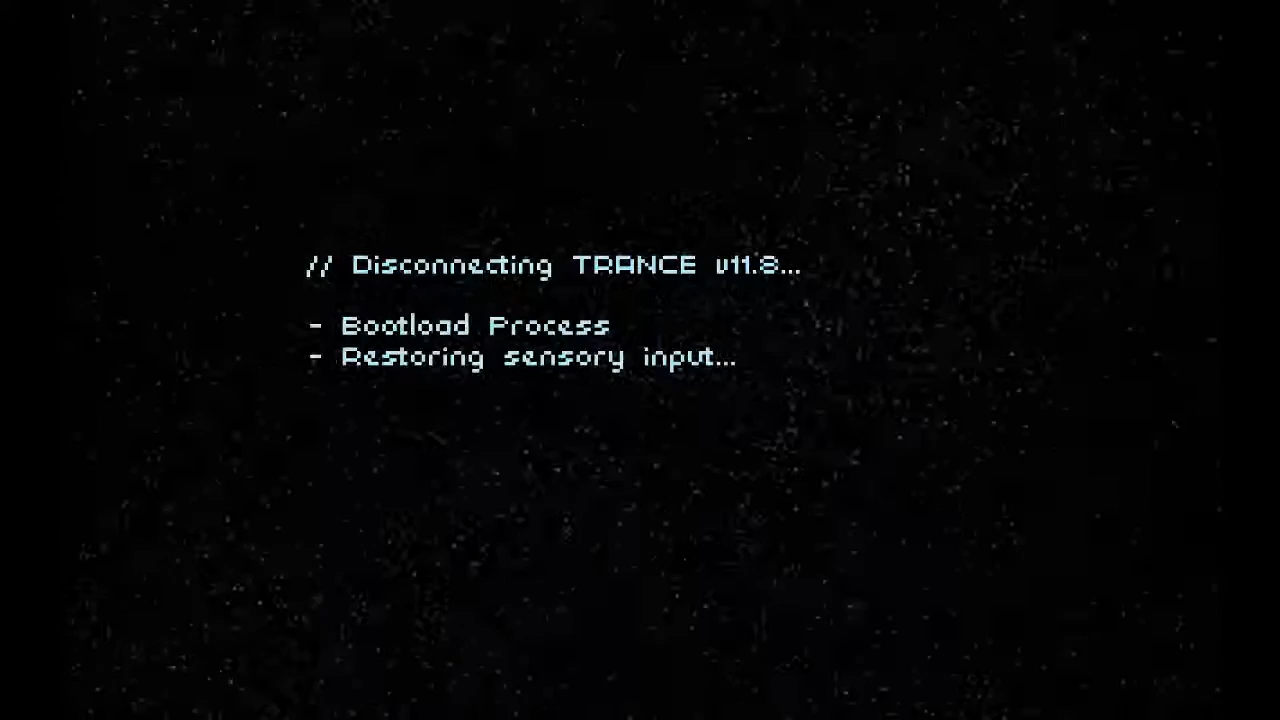 // Disconnecting TRANCE v11.8...
- Bootload Process
- Restoring sensory input...